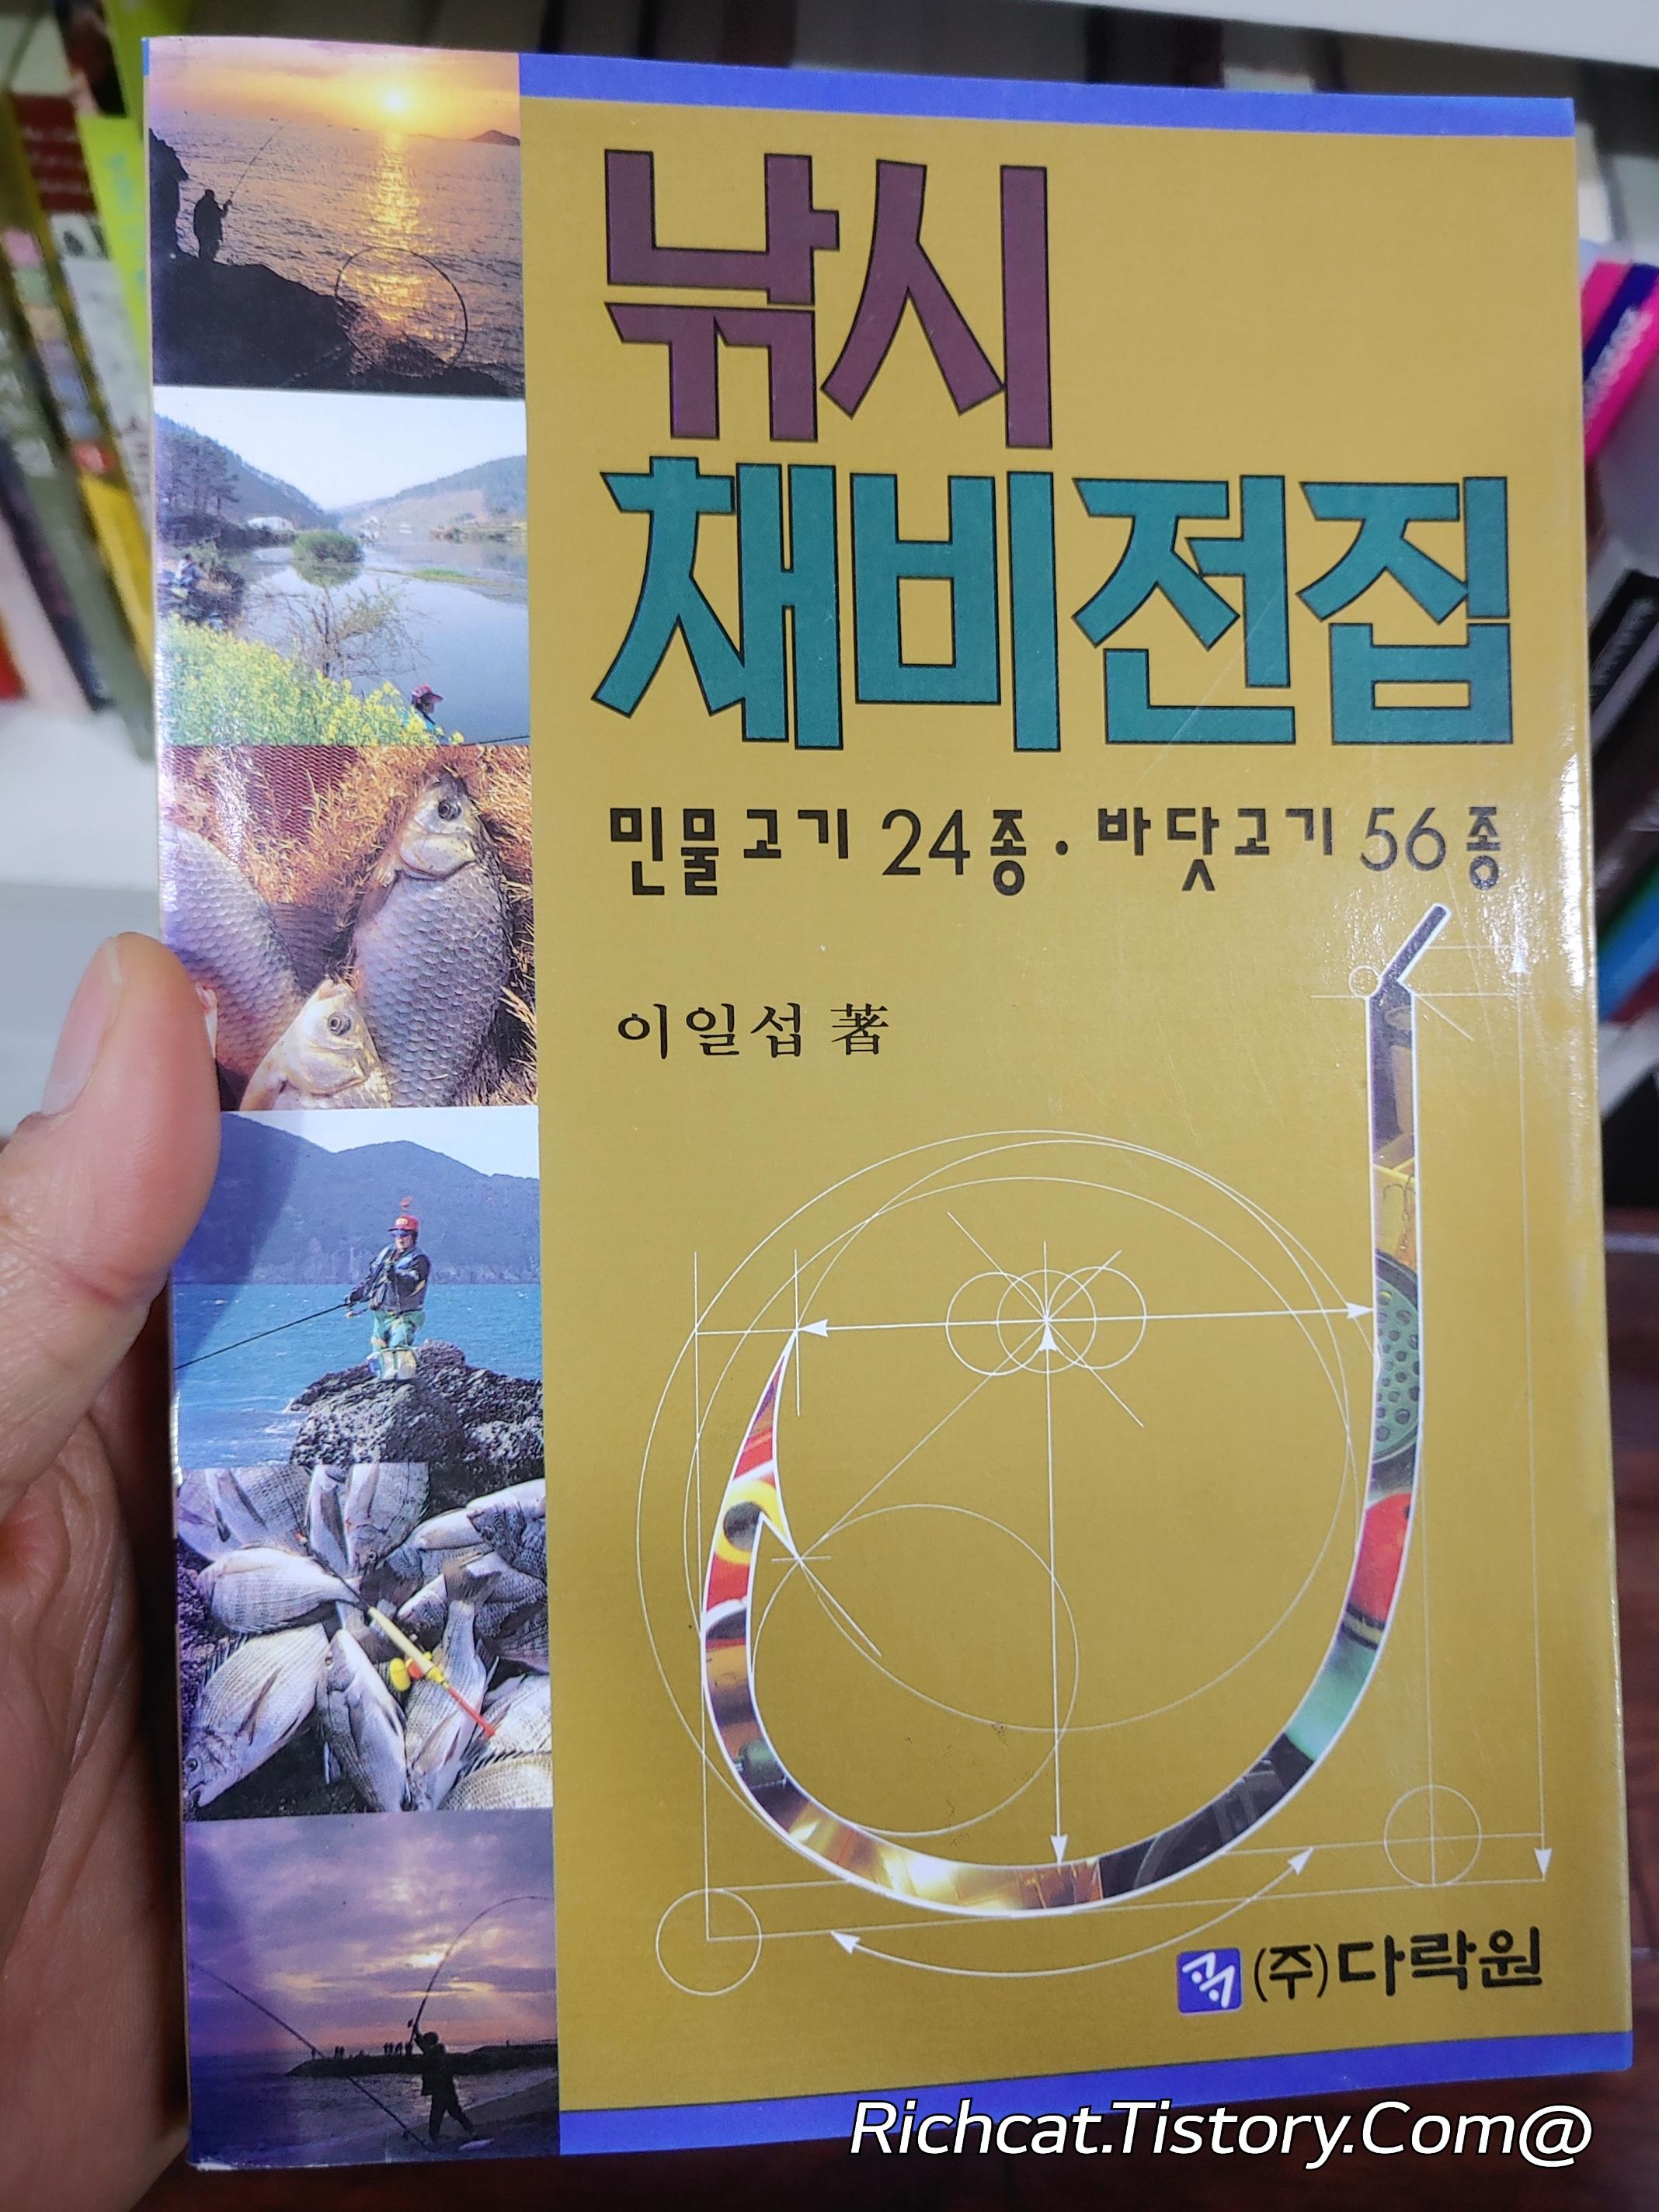 낚시
채비전집
민물고기 24종 · 바닷고기 56종
이일섭 著
(주)다락원
Richcat.Tistory.Com@